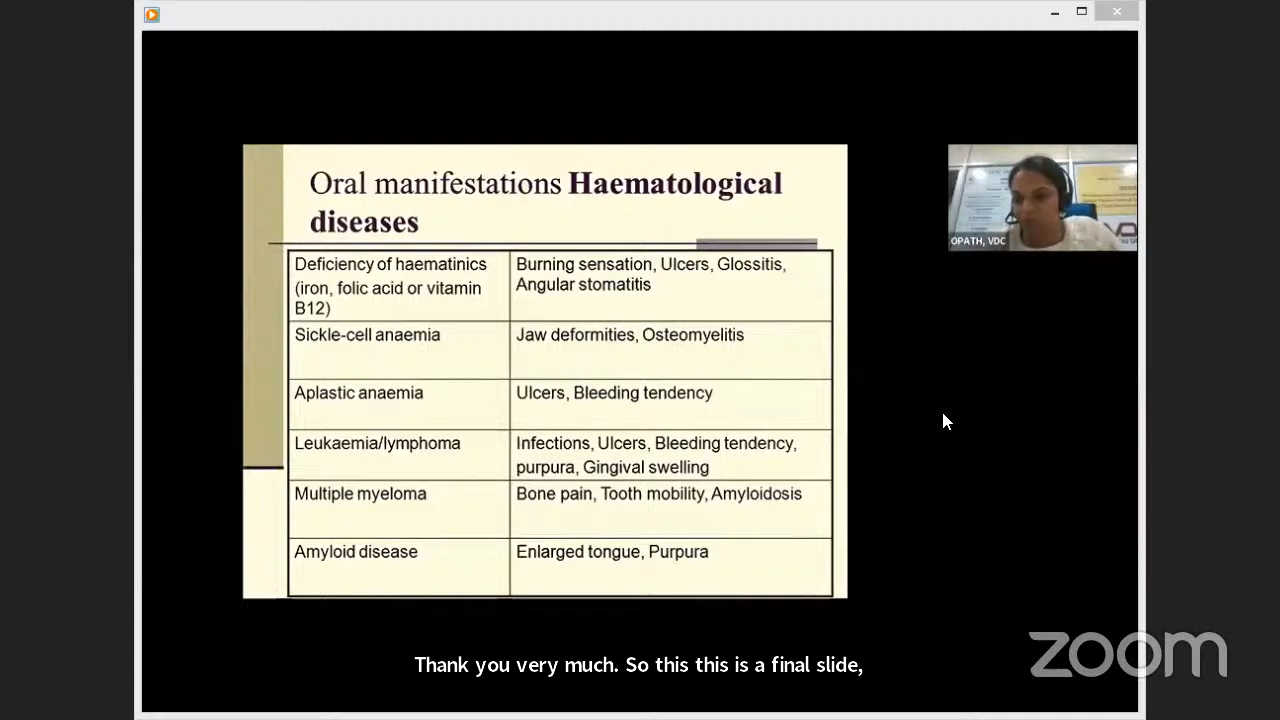 Oral manifestations Haematological
diseases
Deficiency of haematinics
(iron, folic acid or vitamin
B12)
Burning sensation, Ulcers, Glossitis,
Angular stomatitis
Sickle-cell anaemia
Jaw deformities, Osteomyelitis
Aplastic anaemia
Ulcers, Bleeding tendency
Leukaemia/lymphoma
Infections, Ulcers, Bleeding tendency,
purpura, Gingival swelling
Multiple myeloma
Bone pain, Tooth mobility, Amyloidosis
Amyloid disease
Enlarged tongue, Purpura
OPATH, VDC
Thank you very much. So this this is a final slide,
zoom